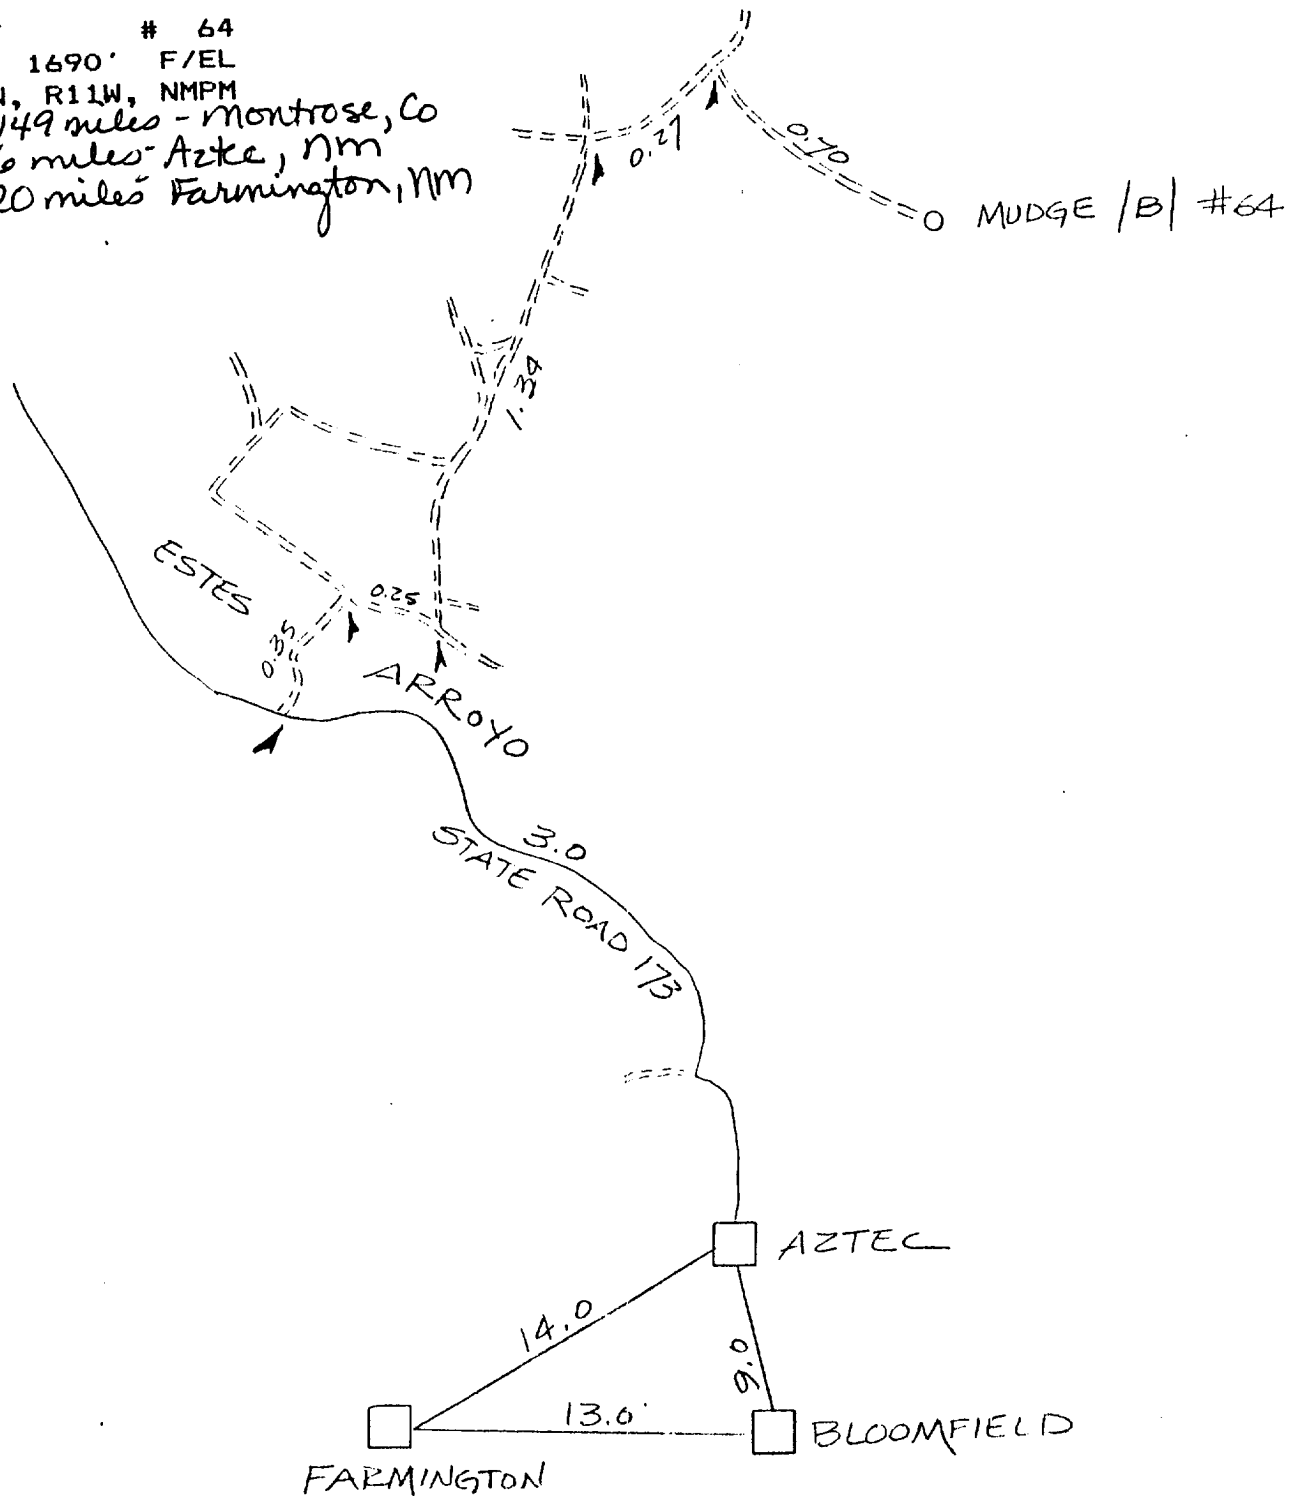 # 64
1690' F/EL
R11W, NMPM
149 miles - Montrose, Co
6 miles - Aztec, NM
20 miles Farmington, NM
0.27
0.70
MUDGE /B/ #64
1.34
ESTES
0.25
0.35
ARROYO
3.0
STATE ROAD 173
AZTEC
14.0
9.0
13.0
BLOOMFIELD
FARMINGTON